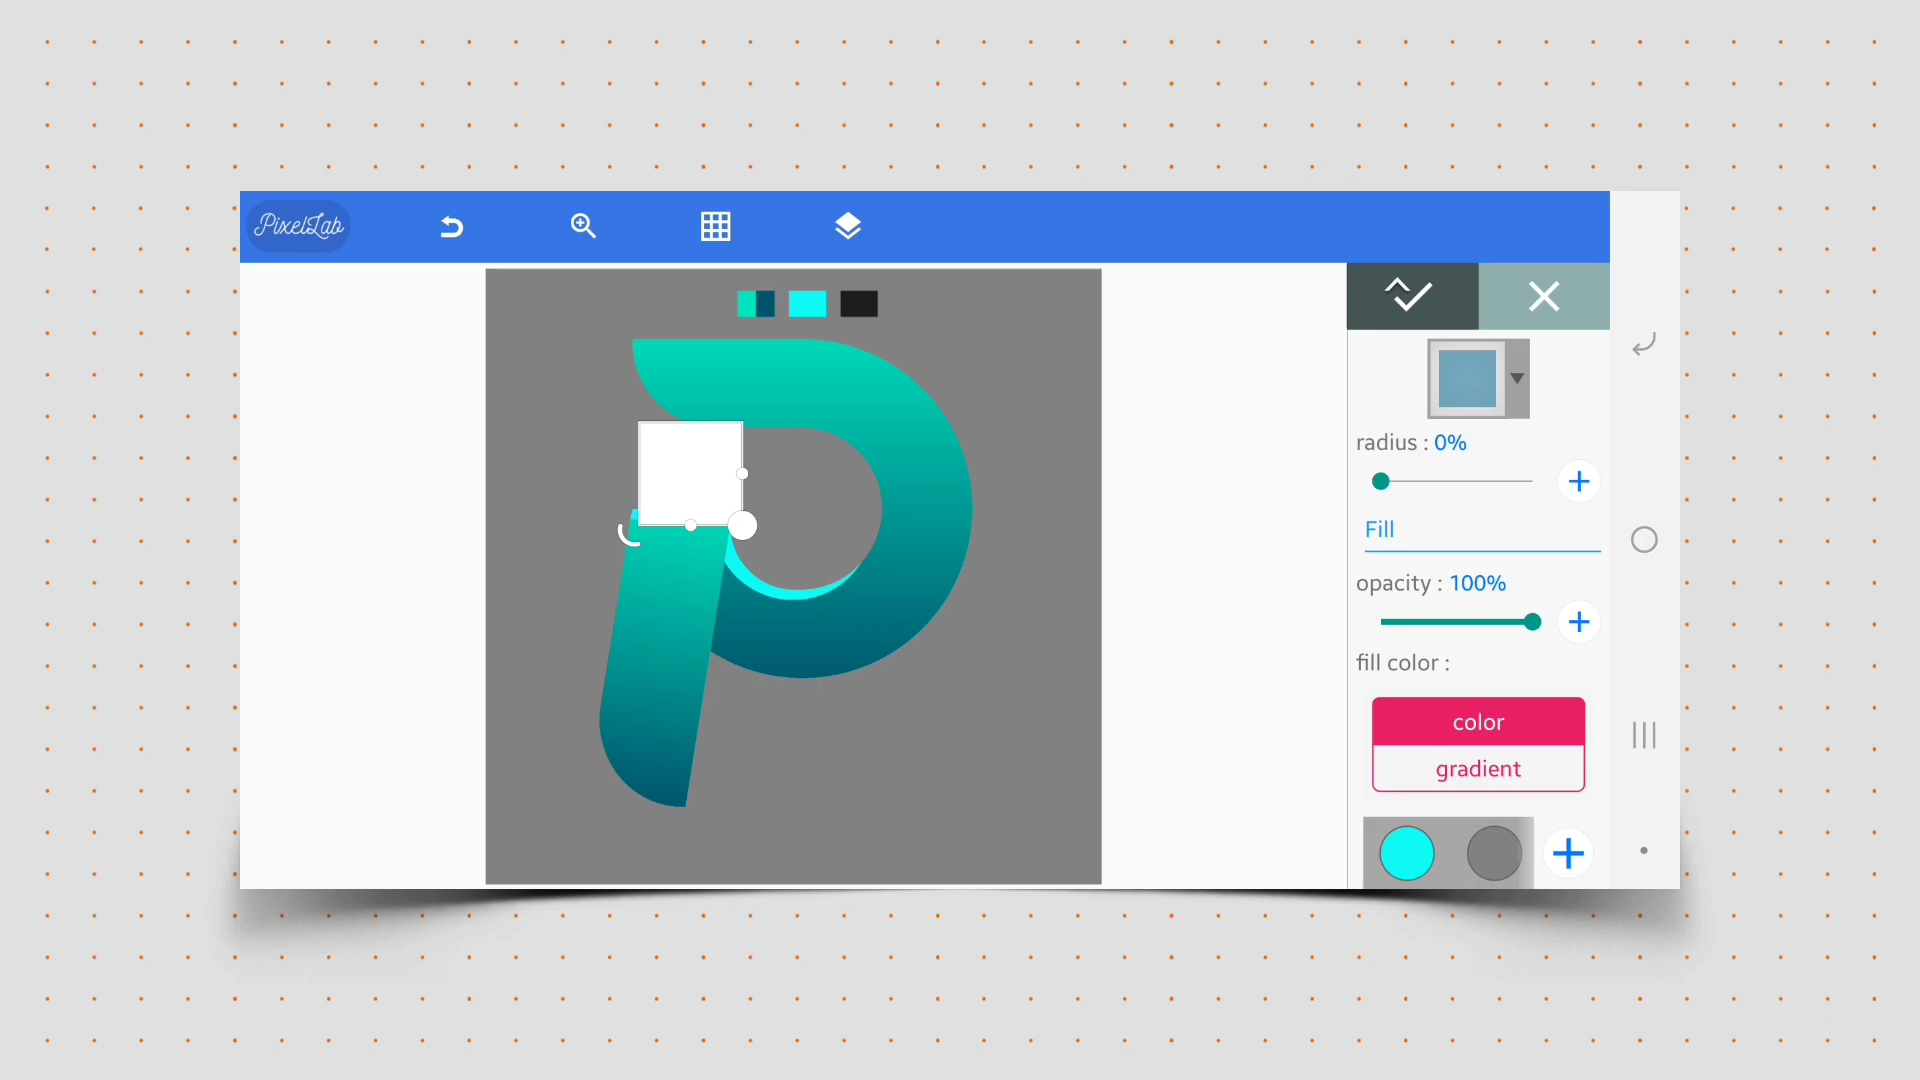 PixelLab
radius : 0%
Fill
opacity : 100%
fill color :
color
gradient